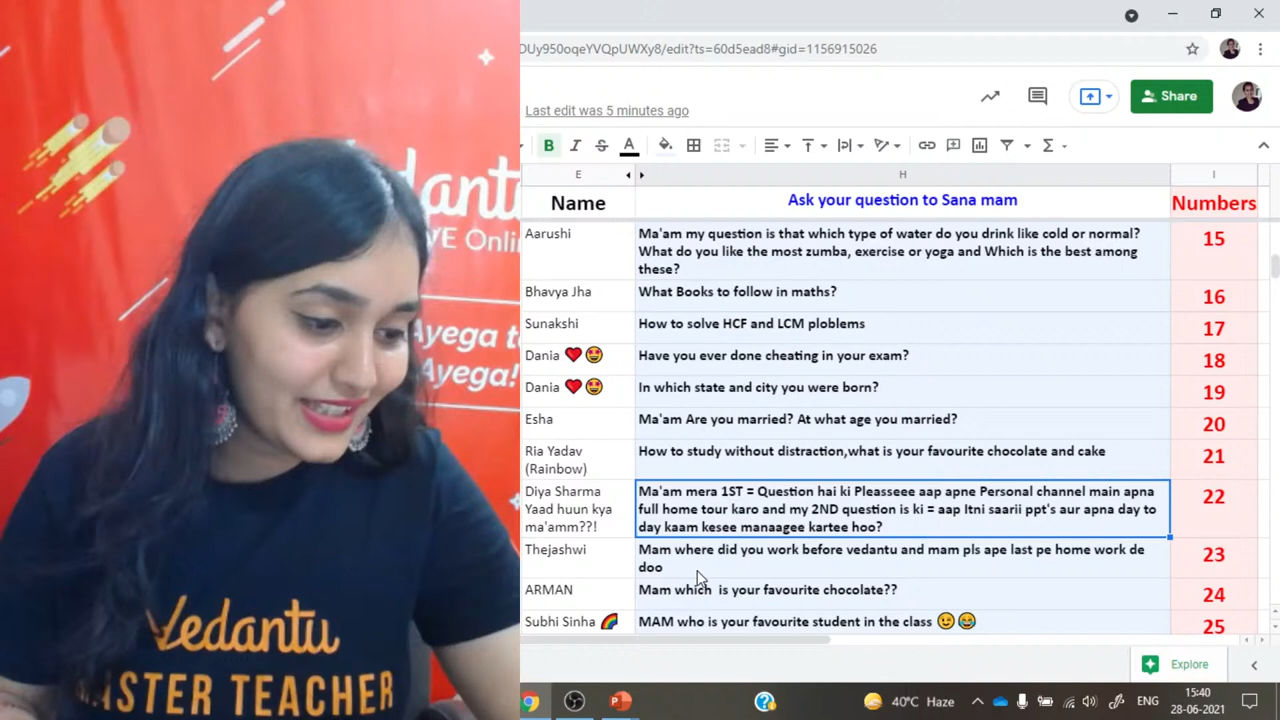 DUy950oqeYVQpUWXy8/edit?ts=60d5ead8#gid=1156915026
Last edit was 5 minutes ago
Share
B I S A
E H I
Name Ask your question to Sana mam Numbers
Aarushi Ma'am my question is that which type of water do you drink like cold or normal? 15
What do you like the most zumba, exercise or yoga and Which is the best among
these?
Bhavya Jha What Books to follow in maths? 16
Sunakshi How to solve HCF and LCM ploblems 17
Dania ❤️🤩 Have you ever done cheating in your exam? 18
Dania ❤️🤩 In which state and city you were born? 19
Esha Ma'am Are you married? At what age you married? 20
Ria Yadav How to study without distraction,what is your favourite chocolate and cake 21
(Rainbow)
Diya Sharma Ma'am mera 1ST = Question hai ki Pleasseee aap apne Personal channel main apna 22
Yaad huun kya full home tour karo and my 2ND question is ki = aap Itni saarii ppt's aur apna day to
ma'amm??! day kaam kesee manaagee kartee hoo?
Thejashwi Mam where did you work before vedantu and mam pls ape last pe home work de 23
doo
ARMAN Mam which is your favourite chocolate?? 24
Subhi Sinha 🌈 MAM who is your favourite student in the class 😉😂 25
Explore
40°C Haze ENG 15:40
28-06-2021
edantu
VE Onli
Ayega t
Ayega!
Vedantu
MASTER TEACHER